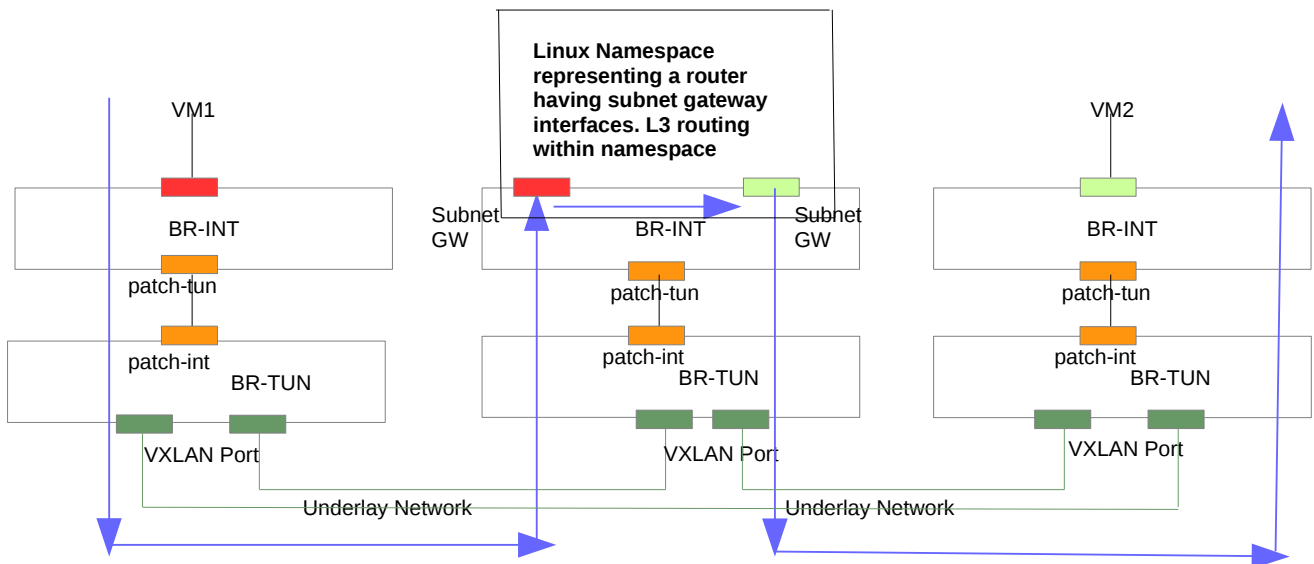 Linux Namespace
representing a router
having subnet gateway
interfaces. L3 routing
within namespace
VM1
VM2
Subnet
GW
Subnet
GW
BR-INT
BR-INT
BR-INT
patch-tun
patch-tun
patch-tun
patch-int
patch-int
patch-int
BR-TUN
BR-TUN
BR-TUN
VXLAN Port
VXLAN Port
VXLAN Port
Underlay Network
Underlay Network